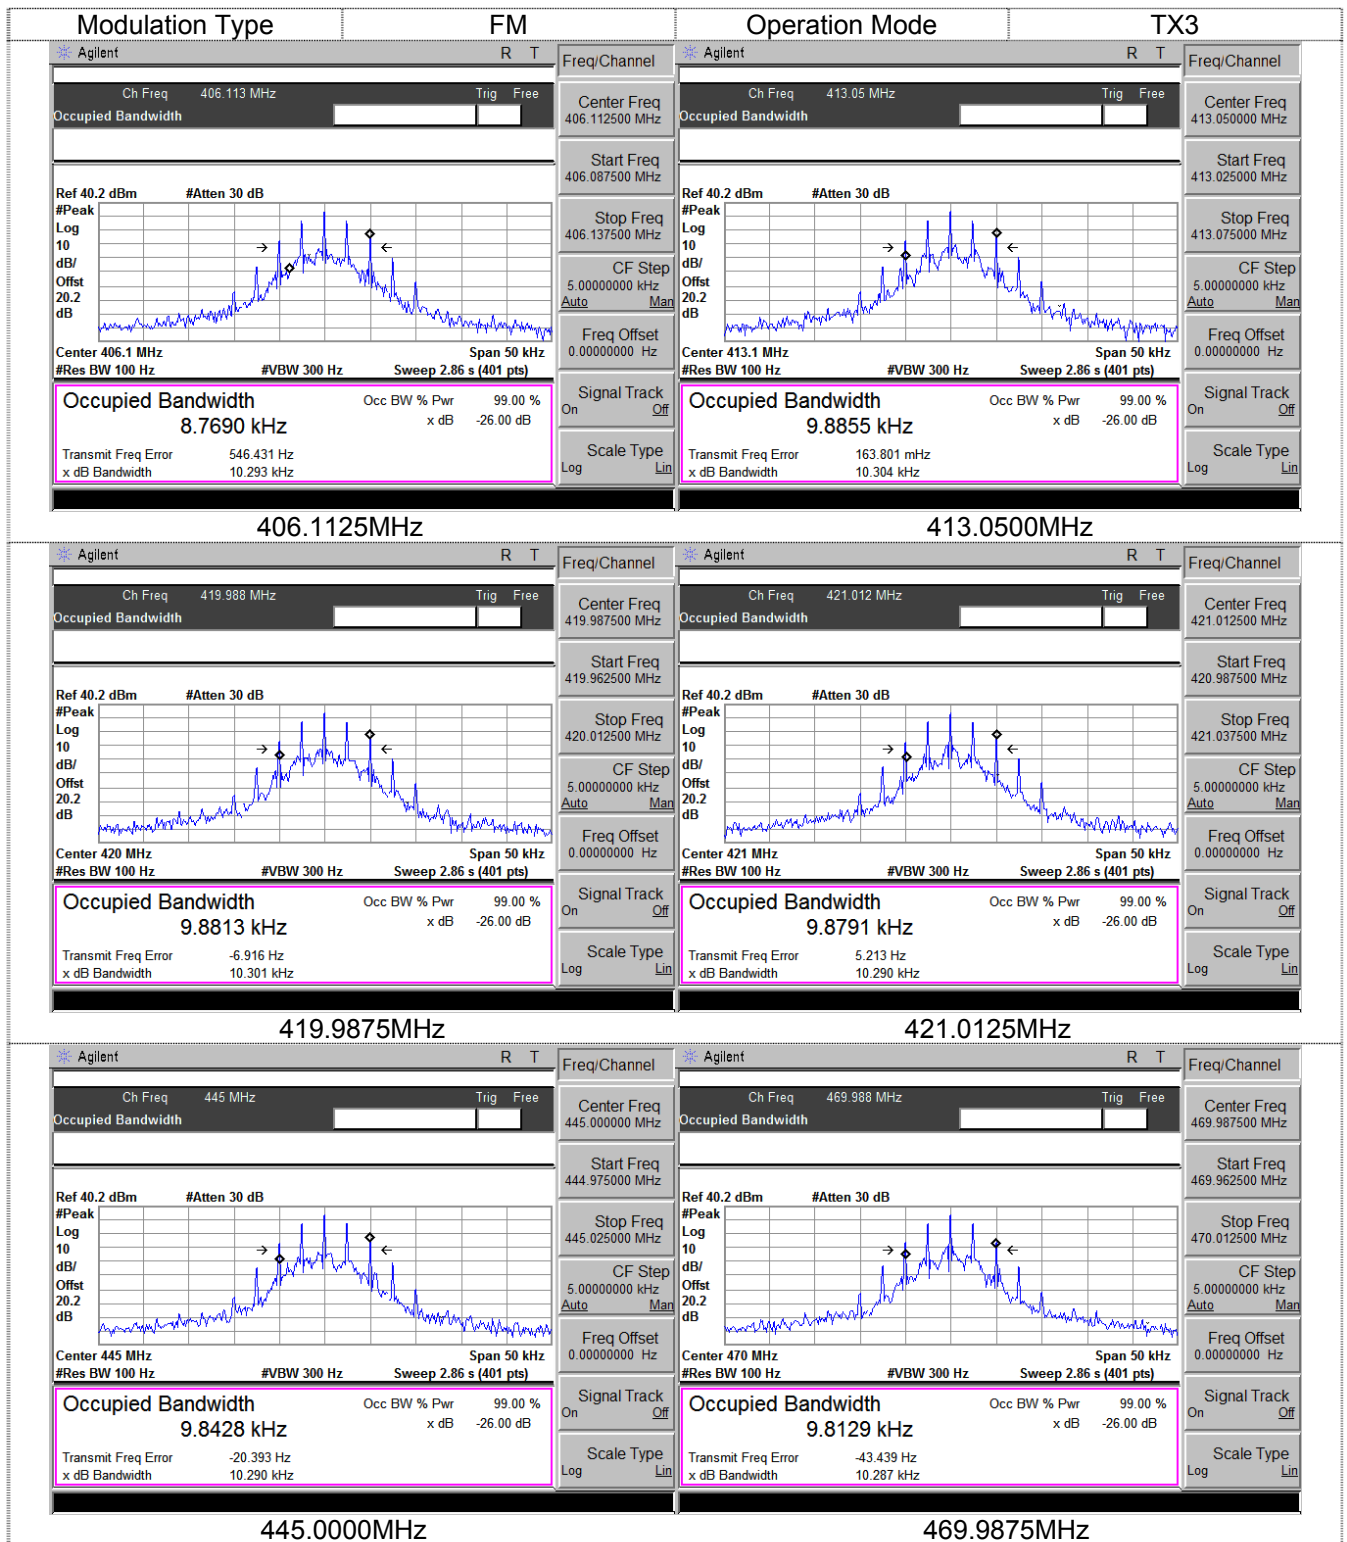 Modulation Type FM Operation Mode TX3
Agilent R T Freq/Channel
Ch Freq 406.113 MHz Trig Free
Occupied Bandwidth
Center Freq
406.112500 MHz
Start Freq
406.087500 MHz
Ref 40.2 dBm #Atten 30 dB
#Peak
Log
10
dB/
Offst
20.2
dB
Stop Freq
406.137500 MHz
CF Step
5.00000000 kHz
Auto Man
Freq Offset
0.00000000 Hz
Center 406.1 MHz Span 50 kHz
#Res BW 100 Hz #VBW 300 Hz Sweep 2.86 s (401 pts)
Signal Track
On Off
Occupied Bandwidth Occ BW % Pwr 99.00 %
8.7690 kHz x dB -26.00 dB
Transmit Freq Error 546.431 Hz
x dB Bandwidth 10.293 kHz
Scale Type
Log Lin
406.1125MHz
Agilent R T Freq/Channel
Ch Freq 413.05 MHz Trig Free
Occupied Bandwidth
Center Freq
413.050000 MHz
Start Freq
413.025000 MHz
Ref 40.2 dBm #Atten 30 dB
#Peak
Log
10
dB/
Offst
20.2
dB
Stop Freq
413.075000 MHz
CF Step
5.00000000 kHz
Auto Man
Freq Offset
0.00000000 Hz
Center 413.1 MHz Span 50 kHz
#Res BW 100 Hz #VBW 300 Hz Sweep 2.86 s (401 pts)
Signal Track
On Off
Occupied Bandwidth Occ BW % Pwr 99.00 %
9.8855 kHz x dB -26.00 dB
Transmit Freq Error 163.801 mHz
x dB Bandwidth 10.304 kHz
Scale Type
Log Lin
413.0500MHz
Agilent R T Freq/Channel
Ch Freq 419.988 MHz Trig Free
Occupied Bandwidth
Center Freq
419.987500 MHz
Start Freq
419.962500 MHz
Ref 40.2 dBm #Atten 30 dB
#Peak
Log
10
dB/
Offst
20.2
dB
Stop Freq
420.012500 MHz
CF Step
5.00000000 kHz
Auto Man
Freq Offset
0.00000000 Hz
Center 420 MHz Span 50 kHz
#Res BW 100 Hz #VBW 300 Hz Sweep 2.86 s (401 pts)
Signal Track
On Off
Occupied Bandwidth Occ BW % Pwr 99.00 %
9.8813 kHz x dB -26.00 dB
Transmit Freq Error -6.916 Hz
x dB Bandwidth 10.301 kHz
Scale Type
Log Lin
419.9875MHz
Agilent R T Freq/Channel
Ch Freq 421.012 MHz Trig Free
Occupied Bandwidth
Center Freq
421.012500 MHz
Start Freq
420.987500 MHz
Ref 40.2 dBm #Atten 30 dB
#Peak
Log
10
dB/
Offst
20.2
dB
Stop Freq
421.037500 MHz
CF Step
5.00000000 kHz
Auto Man
Freq Offset
0.00000000 Hz
Center 421 MHz Span 50 kHz
#Res BW 100 Hz #VBW 300 Hz Sweep 2.86 s (401 pts)
Signal Track
On Off
Occupied Bandwidth Occ BW % Pwr 99.00 %
9.8791 kHz x dB -26.00 dB
Transmit Freq Error 5.213 Hz
x dB Bandwidth 10.290 kHz
Scale Type
Log Lin
421.0125MHz
Agilent R T Freq/Channel
Ch Freq 445 MHz Trig Free
Occupied Bandwidth
Center Freq
445.000000 MHz
Start Freq
444.975000 MHz
Ref 40.2 dBm #Atten 30 dB
#Peak
Log
10
dB/
Offst
20.2
dB
Stop Freq
445.025000 MHz
CF Step
5.00000000 kHz
Auto Man
Freq Offset
0.00000000 Hz
Center 445 MHz Span 50 kHz
#Res BW 100 Hz #VBW 300 Hz Sweep 2.86 s (401 pts)
Signal Track
On Off
Occupied Bandwidth Occ BW % Pwr 99.00 %
9.8428 kHz x dB -26.00 dB
Transmit Freq Error -20.393 Hz
x dB Bandwidth 10.290 kHz
Scale Type
Log Lin
445.0000MHz
Agilent R T Freq/Channel
Ch Freq 469.988 MHz Trig Free
Occupied Bandwidth
Center Freq
469.987500 MHz
Start Freq
469.962500 MHz
Ref 40.2 dBm #Atten 30 dB
#Peak
Log
10
dB/
Offst
20.2
dB
Stop Freq
470.012500 MHz
CF Step
5.00000000 kHz
Auto Man
Freq Offset
0.00000000 Hz
Center 470 MHz Span 50 kHz
#Res BW 100 Hz #VBW 300 Hz Sweep 2.86 s (401 pts)
Signal Track
On Off
Occupied Bandwidth Occ BW % Pwr 99.00 %
9.8129 kHz x dB -26.00 dB
Transmit Freq Error -43.439 Hz
x dB Bandwidth 10.287 kHz
Scale Type
Log Lin
469.9875MHz